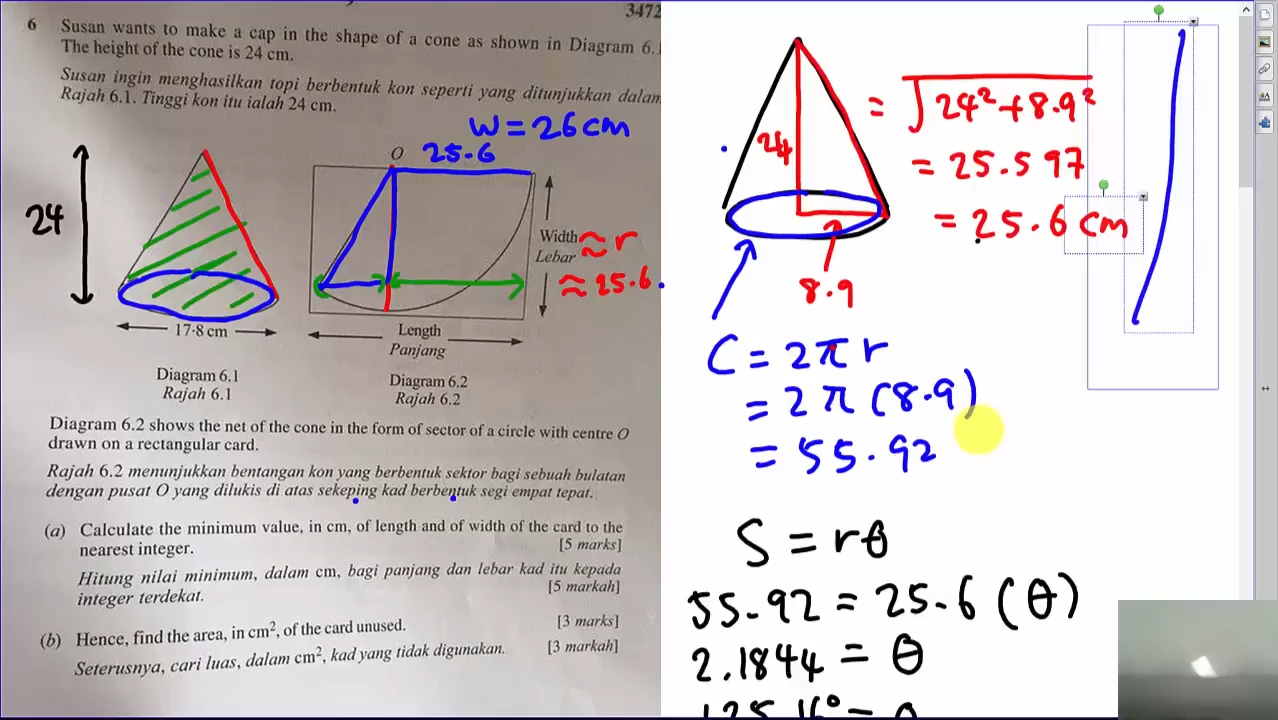 3472
6 Susan wants to make a cap in the shape of a cone as shown in Diagram 6.1
The height of the cone is 24 cm.
Susan ingin menghasilkan topi berbentuk kon seperti yang ditunjukkan dalam
Rajah 6.1. Tinggi kon itu ialah 24 cm.
W = 26 cm
25.6
O
24
Width ≈ r
Lebar
≈ 25.6
17·8 cm
Length
Panjang
Diagram 6.1
Rajah 6.1
Diagram 6.2
Rajah 6.2
Diagram 6.2 shows the net of the cone in the form of sector of a circle with centre O
drawn on a rectangular card.
Rajah 6.2 menunjukkan bentangan kon yang berbentuk sektor bagi sebuah bulatan
dengan pusat O yang dilukis di atas sekeping kad berbentuk segi empat tepat.
(a) Calculate the minimum value, in cm, of length and of width of the card to the
nearest integer. [5 marks]
Hitung nilai minimum, dalam cm, bagi panjang dan lebar kad itu kepada
integer terdekat. [5 markah]
(b) Hence, find the area, in cm², of the card unused. [3 marks]
Seterusnya, cari luas, dalam cm², kad yang tidak digunakan. [3 markah]
24
8.9
= √24² + 8.9²
= 25.597
= 25.6 cm
C = 2πr
= 2π(8.9)
= 55.92
S = rθ
55.92 = 25.6 (θ)
2.1844 = θ